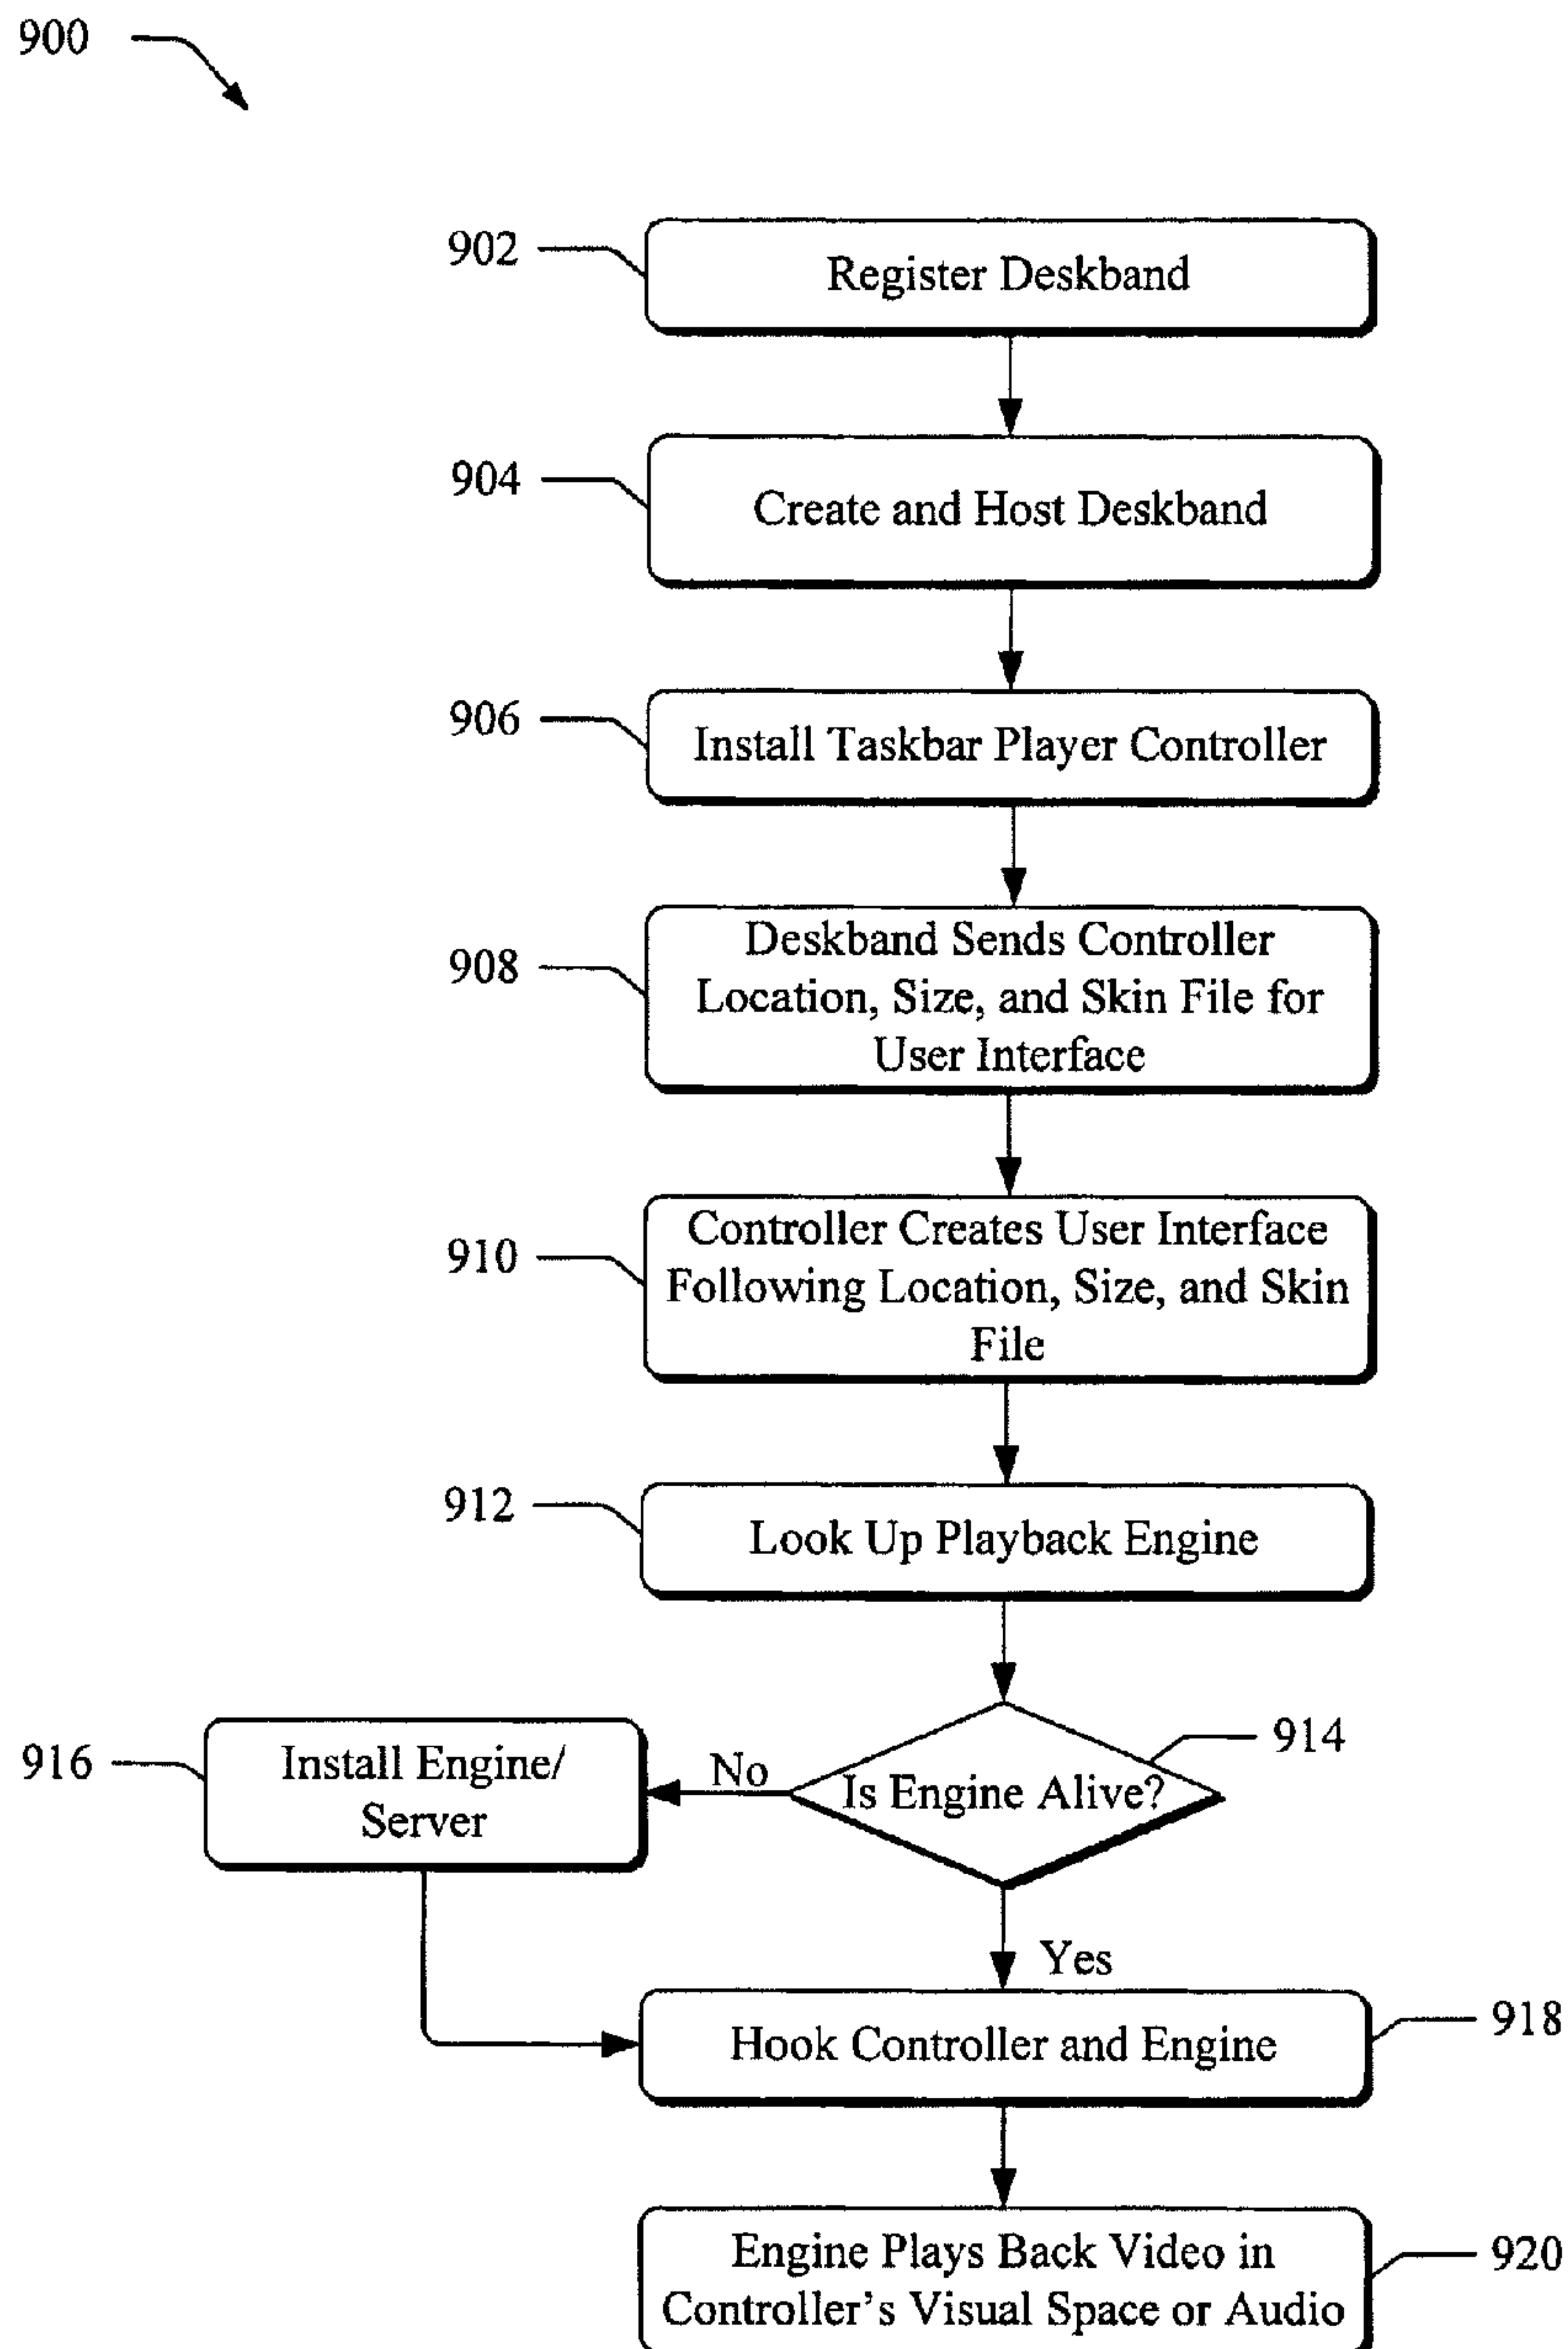 900
902
Register Deskband
904
Create and Host Deskband
906
Install Taskbar Player Controller
908
Deskband Sends Controller
Location, Size, and Skin File for
User Interface
910
Controller Creates User Interface
Following Location, Size, and Skin
File
912
Look Up Playback Engine
914
Is Engine Alive?
No
916
Install Engine/
Server
Yes
918
Hook Controller and Engine
920
Engine Plays Back Video in
Controller's Visual Space or Audio